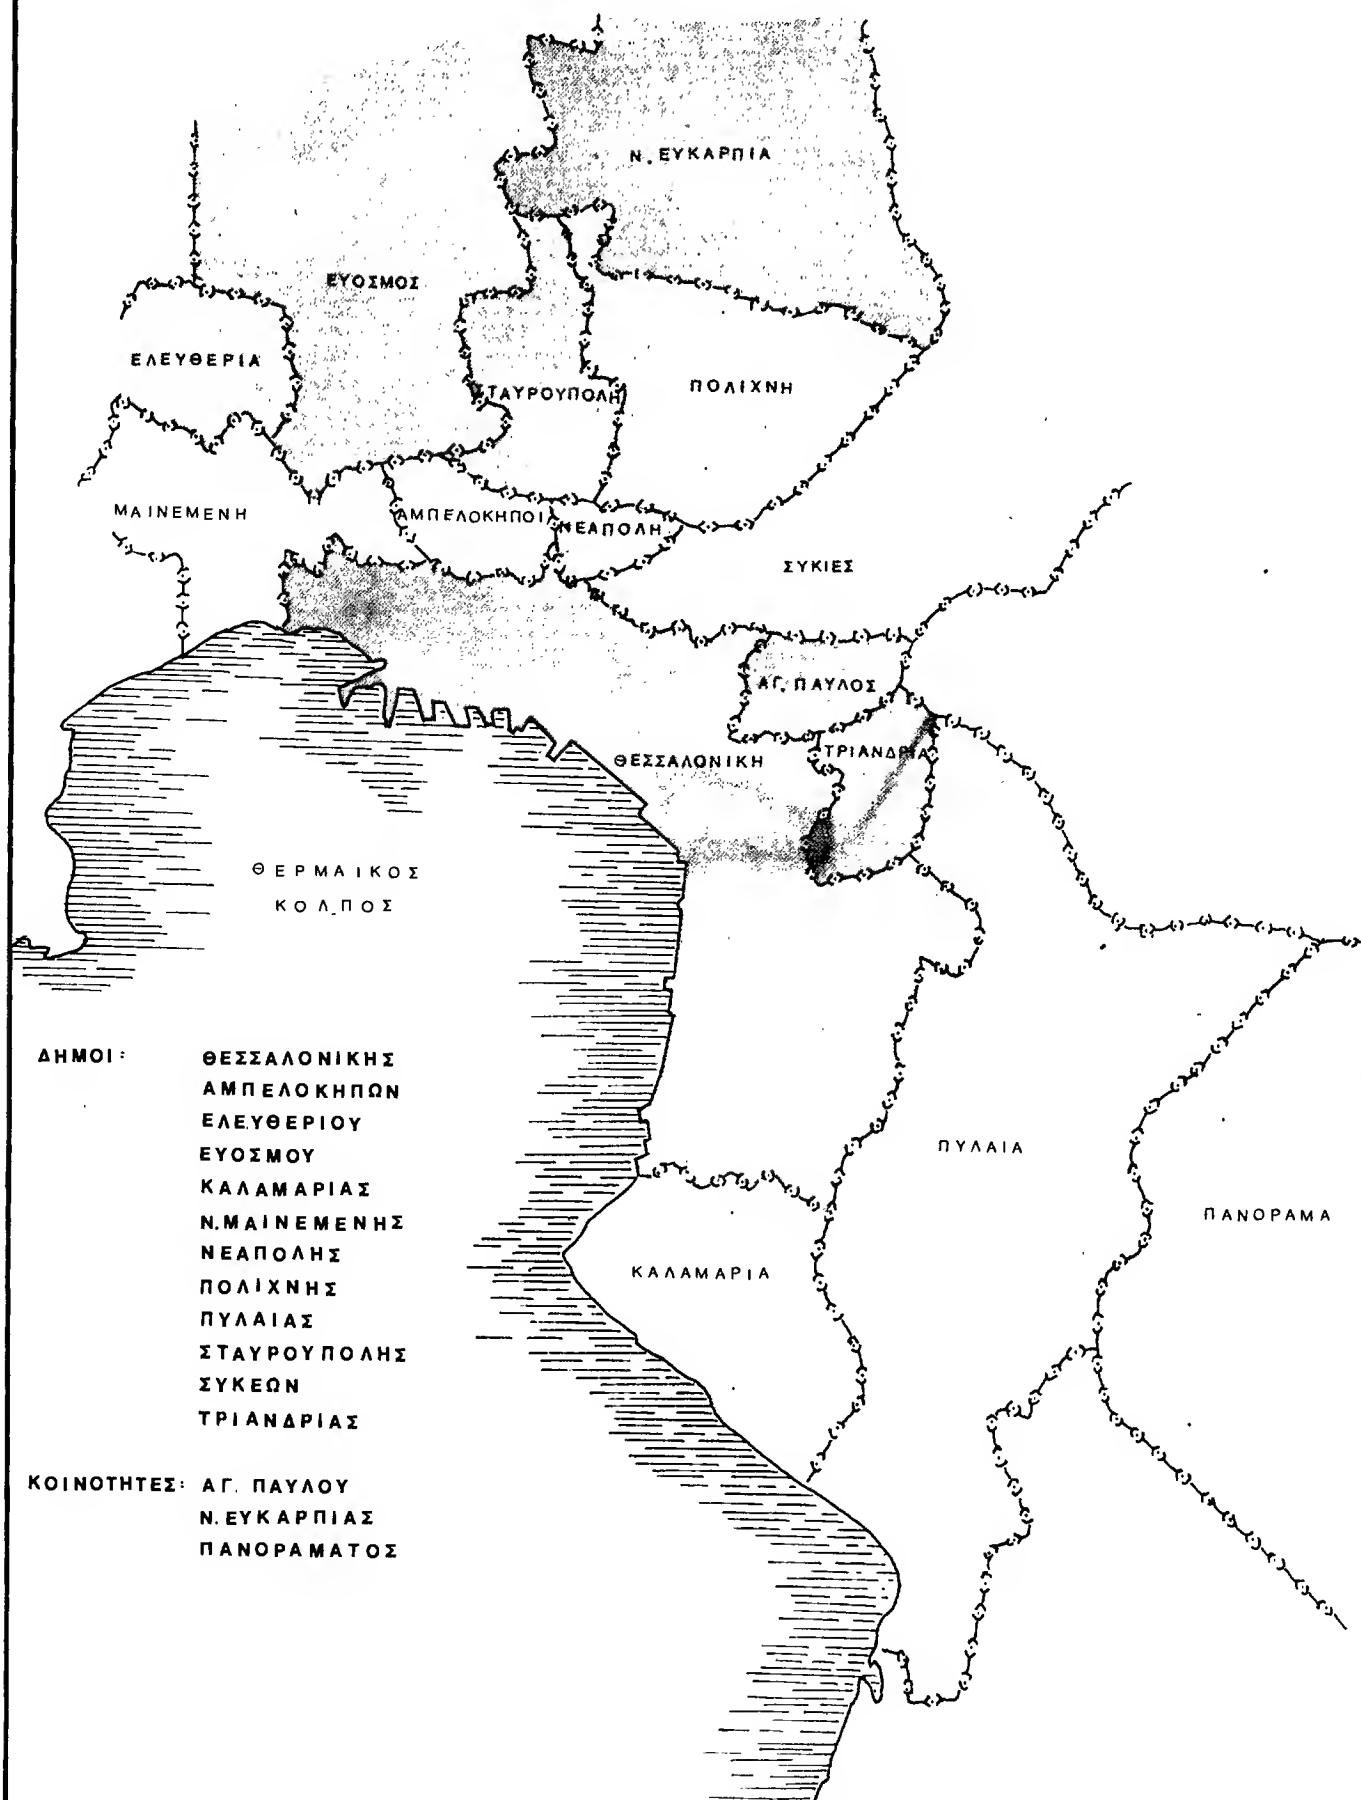 Ν. ΕΥΚΑΡΠΙΑ
ΕΥΟΣΜΟΣ
ΕΛΕΥΘΕΡΙΑ
ΣΤΑΥΡΟΥΠΟΛΗ
ΠΟΛΙΧΝΗ
ΜΑΙΝΕΜΕΝΗ
ΑΜΠΕΛΟΚΗΠΟΙ
ΝΕΑΠΟΛΗ
ΣΥΚΙΕΣ
ΑΓ. ΠΑΥΛΟΣ
ΘΕΣΣΑΛΟΝΙΚΗ
ΤΡΙΑΝΔΡΙΑ
ΘΕΡΜΑΙΚΟΣ
ΚΟΛΠΟΣ
ΠΥΛΑΙΑ
ΠΑΝΟΡΑΜΑ
ΚΑΛΑΜΑΡΙΑ
ΔΗΜΟΙ: ΘΕΣΣΑΛΟΝΙΚΗΣ
ΑΜΠΕΛΟΚΗΠΩΝ
ΕΛΕΥΘΕΡΙΟΥ
ΕΥΟΣΜΟΥ
ΚΑΛΑΜΑΡΙΑΣ
Ν.ΜΑΙΝΕΜΕΝΗΣ
ΝΕΑΠΟΛΗΣ
ΠΟΛΙΧΝΗΣ
ΠΥΛΑΙΑΣ
ΣΤΑΥΡΟΥΠΟΛΗΣ
ΣΥΚΕΩΝ
ΤΡΙΑΝΔΡΙΑΣ
ΚΟΙΝΟΤΗΤΕΣ: ΑΓ. ΠΑΥΛΟΥ
Ν.ΕΥΚΑΡΠΙΑΣ
ΠΑΝΟΡΑΜΑΤΟΣ